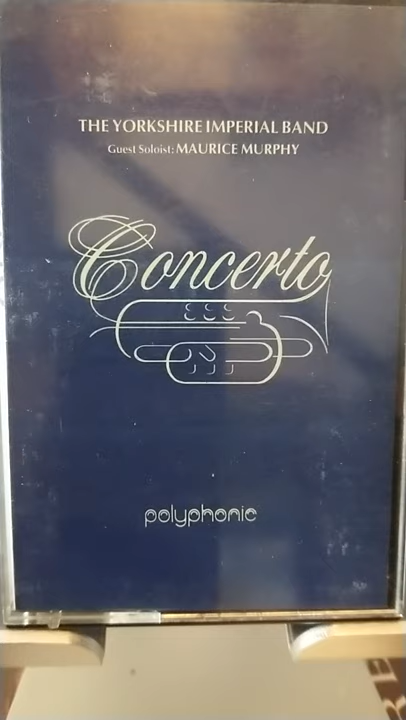 THE YORKSHIRE IMPERIAL BAND
Guest Soloist: MAURICE MURPHY
Concerto
polyphonic